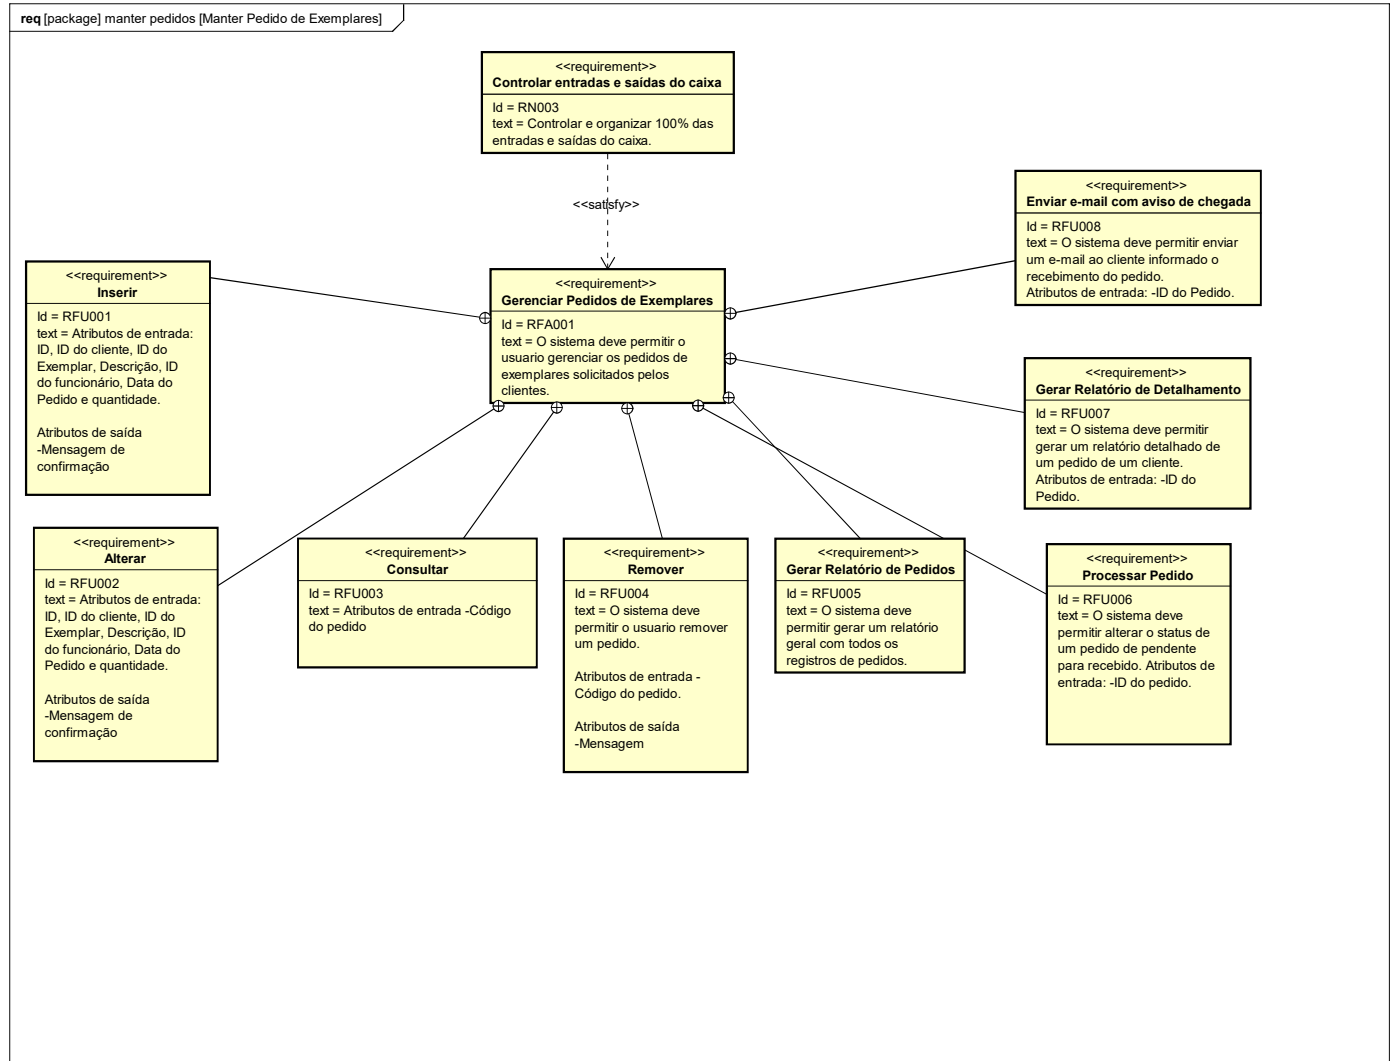 req [package] manter pedidos [Manter Pedido de Exemplares]
<<requirement>>
Controlar entradas e saídas do caixa
Id = RN003
text = Controlar e organizar 100% das
entradas e saídas do caixa.
<<satisfy>>
<<requirement>>
Enviar e-mail com aviso de chegada
Id = RFU008
text = O sistema deve permitir enviar
um e-mail ao cliente informado o
recebimento do pedido.
Atributos de entrada: -ID do Pedido.
<<requirement>>
Inserir
Id = RFU001
text = Atributos de entrada:
ID, ID do cliente, ID do
Exemplar, Descrição, ID
do funcionário, Data do
Pedido e quantidade.
Atributos de saída
-Mensagem de
confirmação
<<requirement>>
Gerenciar Pedidos de Exemplares
Id = RFA001
text = O sistema deve permitir o
usuario gerenciar os pedidos de
exemplares solicitados pelos
clientes.
<<requirement>>
Gerar Relatório de Detalhamento
Id = RFU007
text = O sistema deve permitir
gerar um relatório detalhado de
um pedido de um cliente.
Atributos de entrada: -ID do
Pedido.
<<requirement>>
Alterar
Id = RFU002
text = Atributos de entrada:
ID, ID do cliente, ID do
Exemplar, Descrição, ID
do funcionário, Data do
Pedido e quantidade.
Atributos de saída
-Mensagem de
confirmação
<<requirement>>
Consultar
Id = RFU003
text = Atributos de entrada -Código
do pedido
<<requirement>>
Remover
Id = RFU004
text = O sistema deve
permitir o usuario remover
um pedido.
Atributos de entrada -
Código do pedido.
Atributos de saída
-Mensagem
<<requirement>>
Gerar Relatório de Pedidos
Id = RFU005
text = O sistema deve
permitir gerar um relatório
geral com todos os
registros de pedidos.
<<requirement>>
Processar Pedido
Id = RFU006
text = O sistema deve
permitir alterar o status de
um pedido de pendente
para recebido. Atributos de
entrada: -ID do pedido.